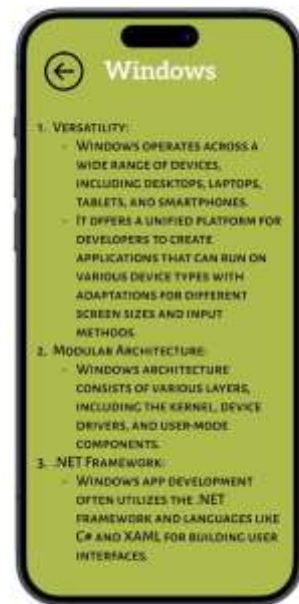 Windows
1. Versatility:
- Windows operates across a
wide range of devices,
including desktops, laptops,
tablets, and smartphones.
- It offers a unified platform for
developers to create
applications that can run on
various device types with
adaptations for different
screen sizes and input
methods.
2. Modular Architecture:
- Windows architecture
consists of various layers,
including the kernel, device
drivers, and user-mode
components.
3. .NET Framework:
- Windows app development
often utilizes the .NET
framework and languages like
C# and XAML for building user
interfaces.